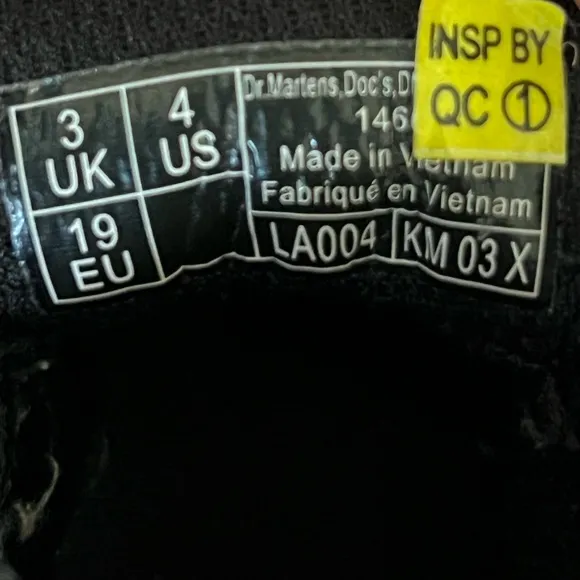 INSP BY
QC ①
3
UK
4
US
19
EU
Dr.Martens,Doc's,D
146
Made in Vietnam
Fabriqué en Vietnam
LA004
KM 03 X